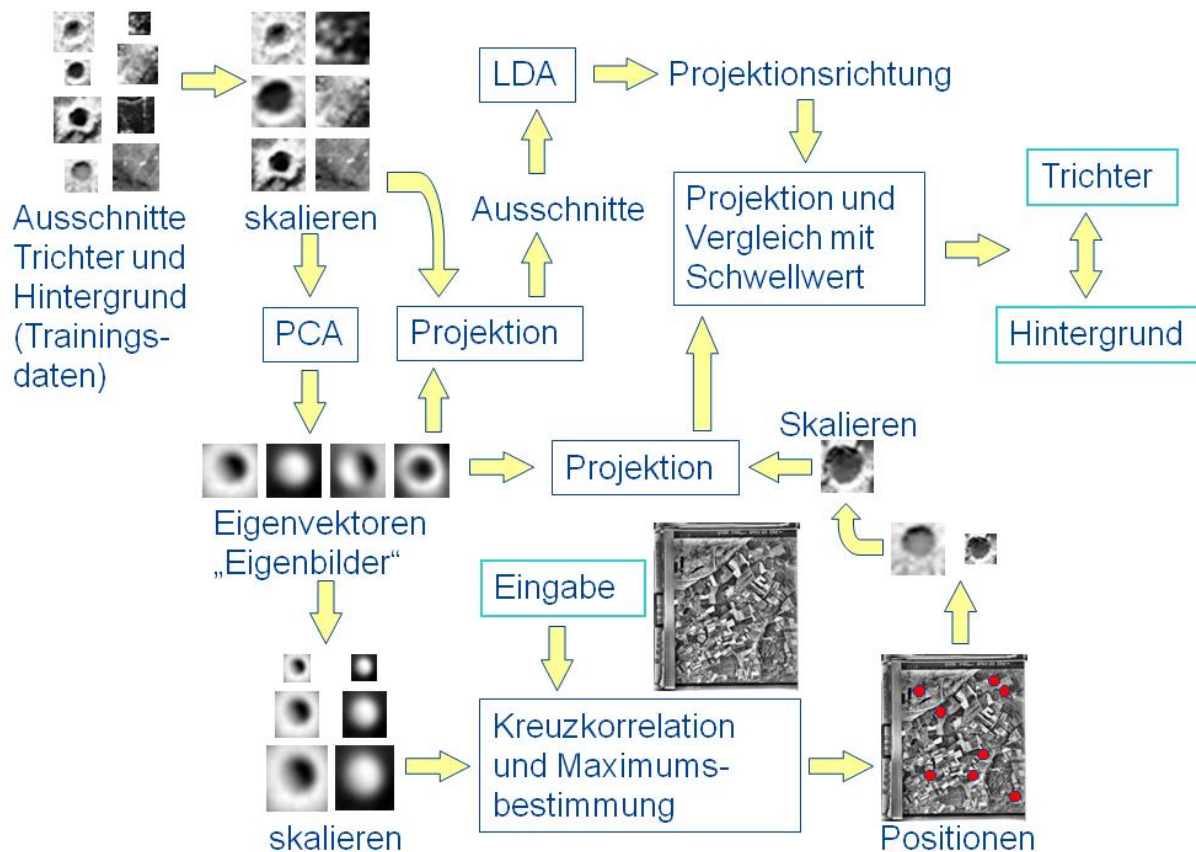 Ausschnitte
Trichter und
Hintergrund
(Trainings-
daten)
skalieren
PCA
Projektion
Ausschnitte
LDA
Projektionsrichtung
Projektion und
Vergleich mit
Schwellwert
Trichter
Hintergrund
Eigenvektoren
„Eigenbilder“
Projektion
Skalieren
Eingabe
skalieren
Kreuzkorrelation
und Maximums-
bestimmung
Positionen